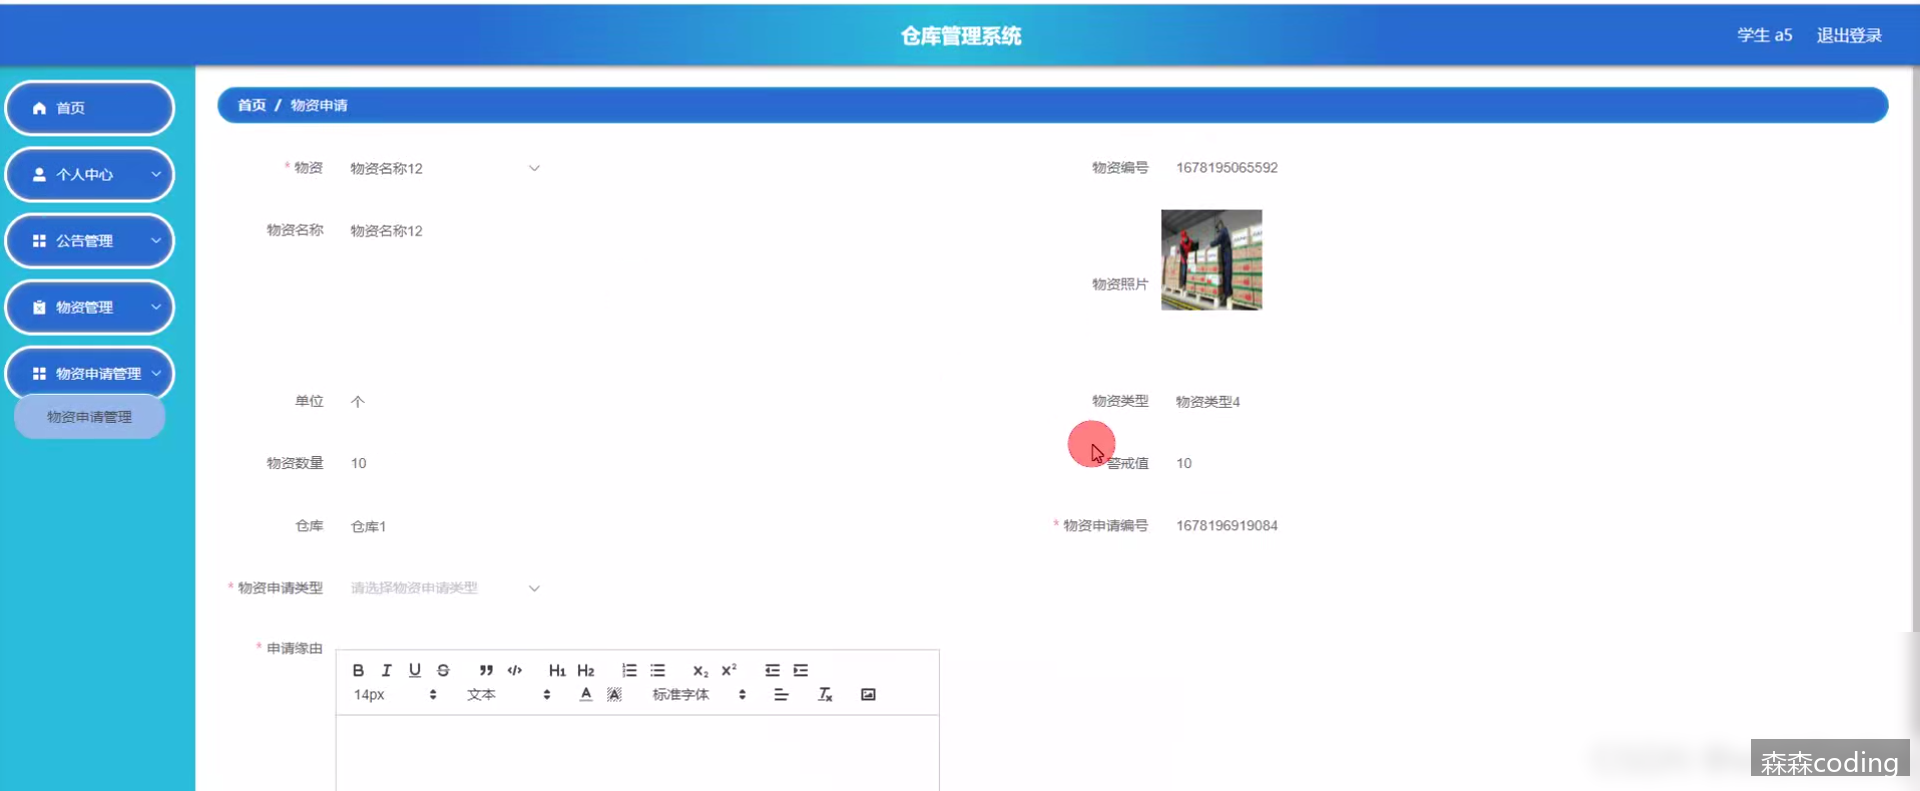 仓库管理系统
学生 a5 退出登录
首页
个人中心
公告管理
物资管理
物资申请管理
物资申请管理
首页 / 物资申请
* 物资 物资名称12
物资编号 1678195065592
物资名称 物资名称12
物资照片
单位 个
物资类型 物资类型4
物资数量 10
警戒值 10
仓库 仓库1
* 物资申请编号 1678196919084
* 物资申请类型 请选择物资申请类型
* 申请缘由
B I U S ” </> H1 H2 X2 X2
14px 文本 A A 标准字体 Tx
森森coding